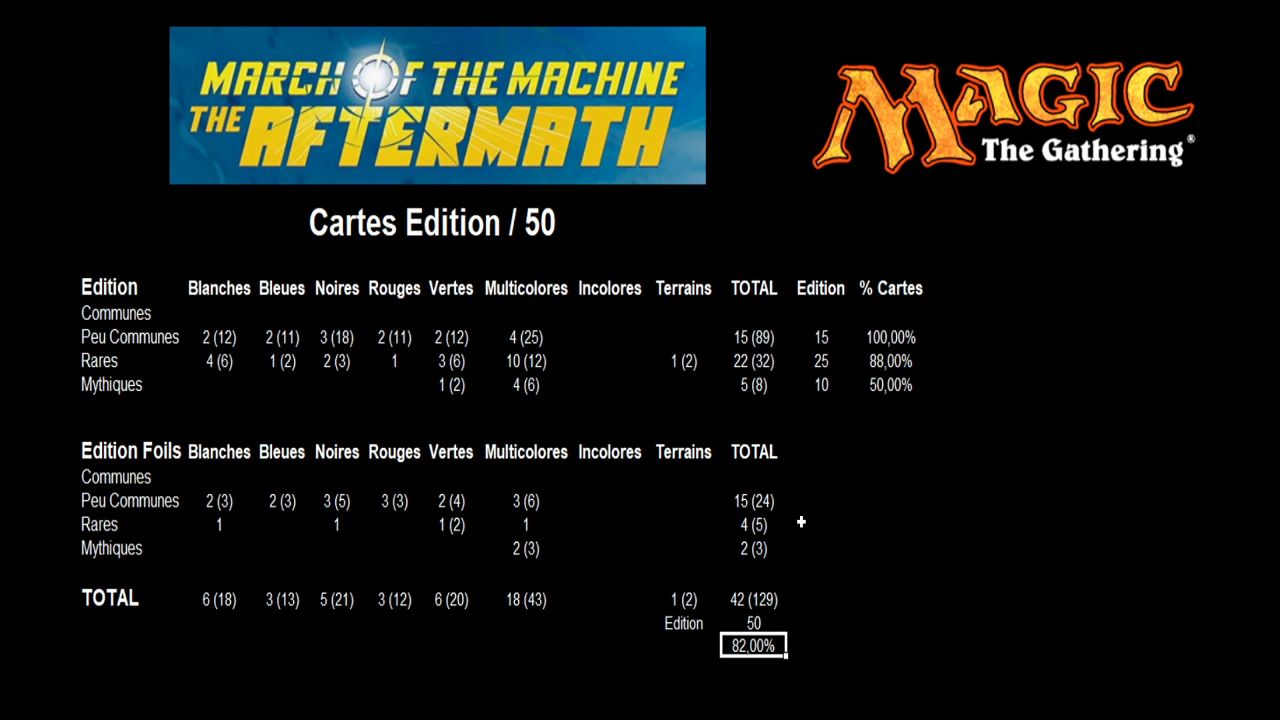 MARCH OF THE MACHINE
THE AFTERMATH
MAGIC
The Gathering®
Cartes Edition / 50
Edition Blanches Bleues Noires Rouges Vertes Multicolores Incolores Terrains TOTAL Edition % Cartes
Communes
Peu Communes 2 (12) 2 (11) 3 (18) 2 (11) 2 (12) 4 (25) 15 (89) 15 100,00%
Rares 4 (6) 1 (2) 2 (3) 1 3 (6) 10 (12) 1 (2) 22 (32) 25 88,00%
Mythiques 1 (2) 4 (6) 5 (8) 10 50,00%
Edition Foils Blanches Bleues Noires Rouges Vertes Multicolores Incolores Terrains TOTAL
Communes
Peu Communes 2 (3) 2 (3) 3 (5) 3 (3) 2 (4) 3 (6) 15 (24)
Rares 1 1 1 (2) 1 4 (5)
Mythiques 2 (3) 2 (3)
TOTAL 6 (18) 3 (13) 5 (21) 3 (12) 6 (20) 18 (43) 1 (2) 42 (129)
Edition 50
82,00%